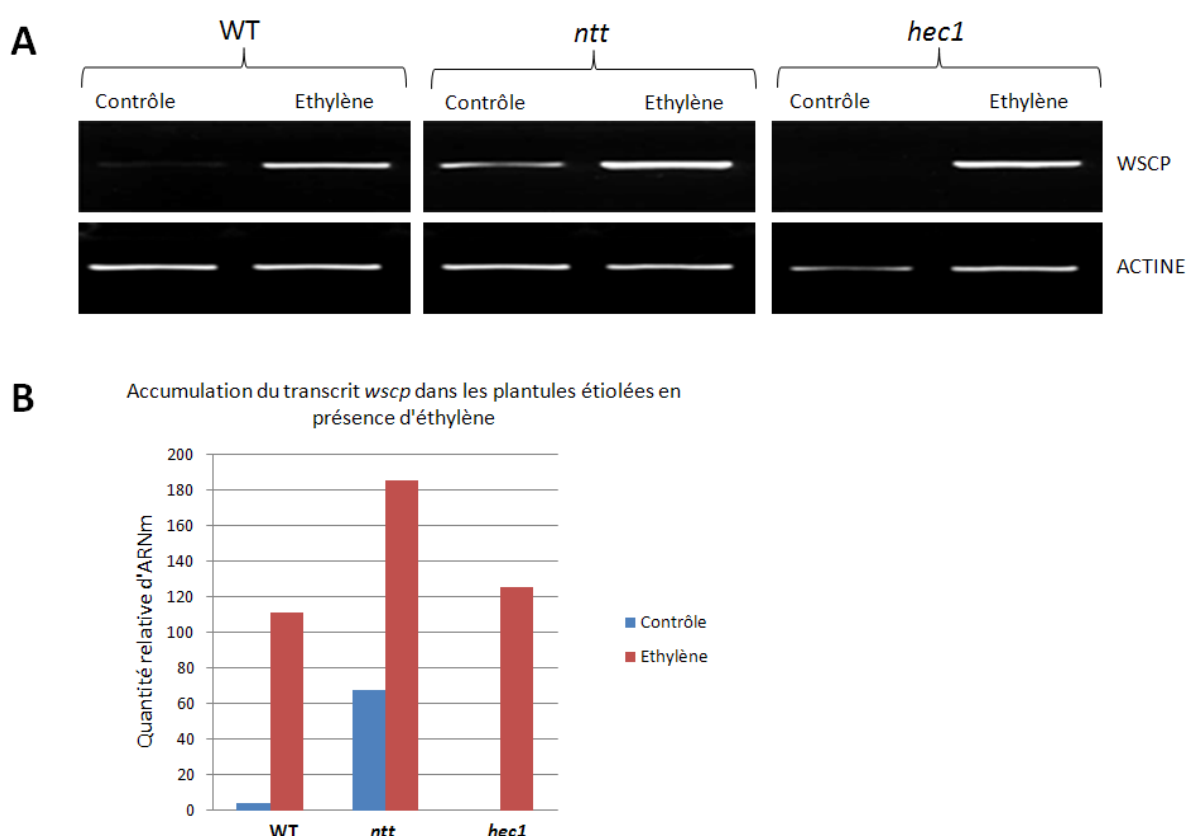 A
WT
ntt
hec1
Contrôle
Ethylène
Contrôle
Ethylène
Contrôle
Ethylène
WSCP
ACTINE
B
Accumulation du transcrit wscp dans les plantules étiolées en
présence d'éthylène
Quantité relative d'ARNm
200
180
160
140
120
100
80
60
40
20
0
Contrôle
Ethylène
WT
ntt
hec1